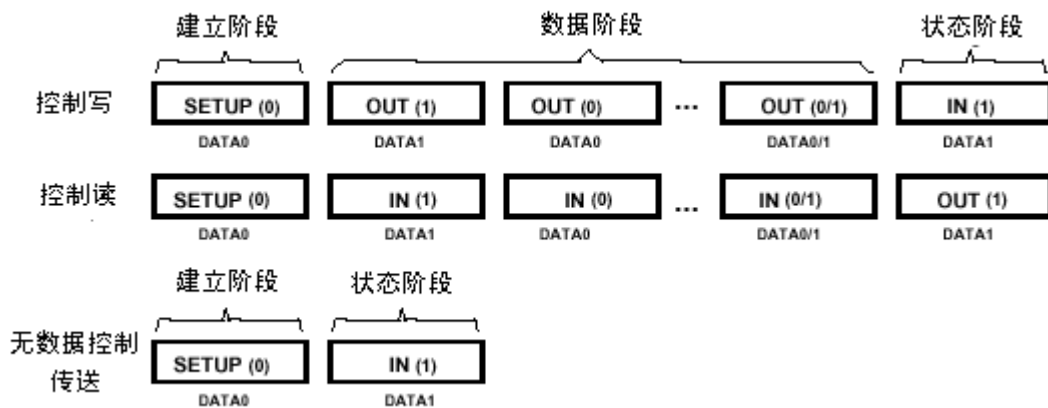 建立阶段 数据阶段 状态阶段
控制写 SETUP (0) OUT (1) OUT (0) ... OUT (0/1) IN (1)
DATA0 DATA1 DATA0 DATA0/1 DATA1
控制读 SETUP (0) IN (1) IN (0) ... IN (0/1) OUT (1)
DATA0 DATA1 DATA0 DATA0/1 DATA1
建立阶段 状态阶段
无数据控制
传送
SETUP (0) IN (1)
DATA0 DATA1